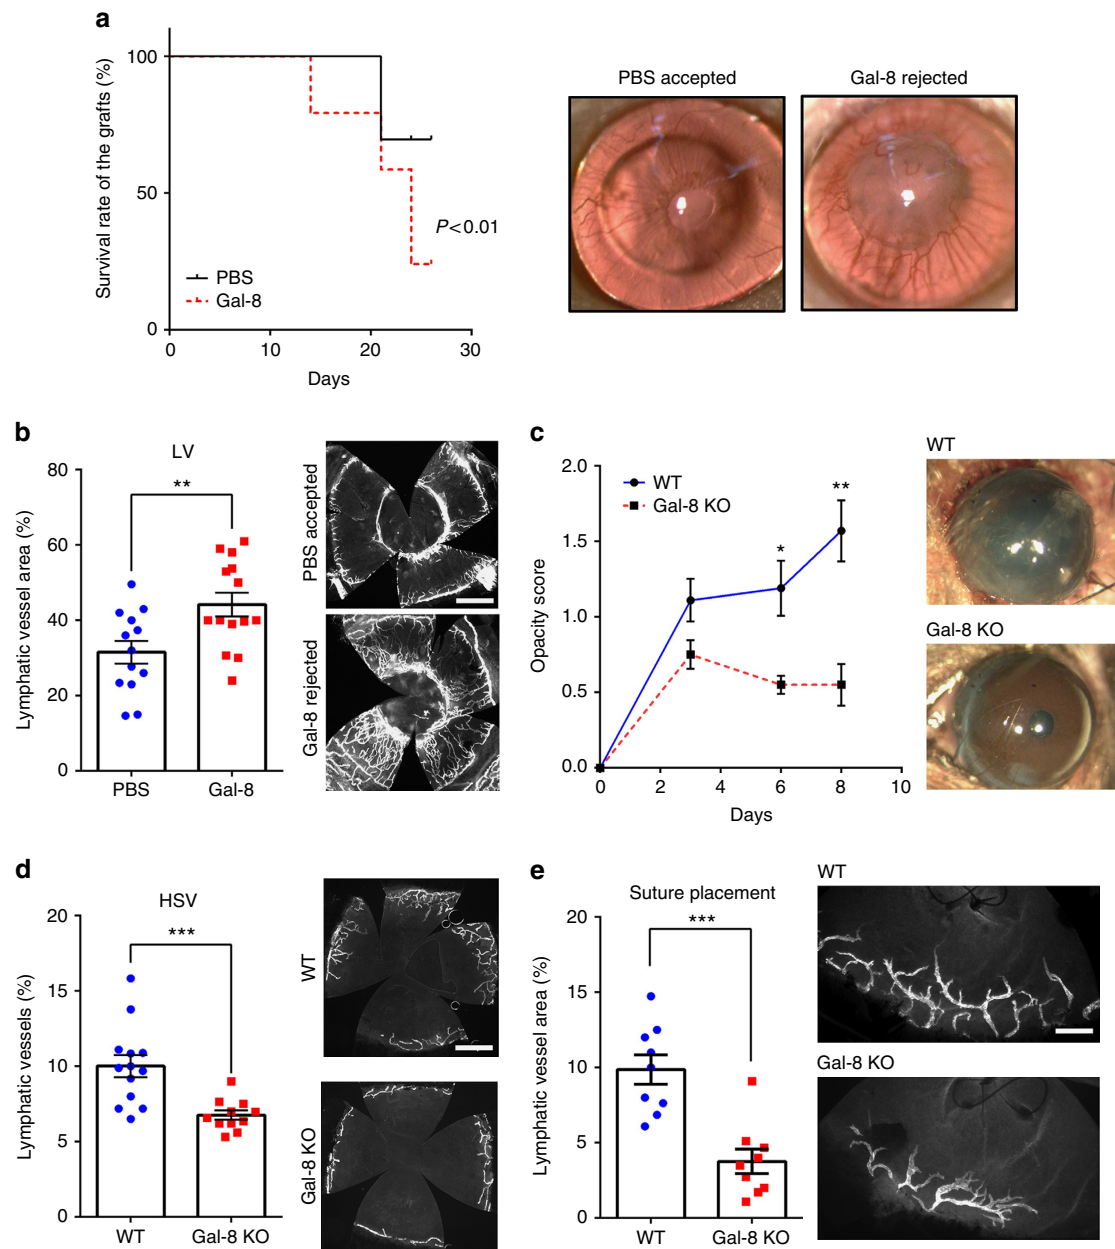 a
Survival rate of the grafts (%)
100
50
0
0 10 20 30
Days
PBS
Gal-8
P<0.01
PBS accepted
Gal-8 rejected
b
LV
Lymphatic vessel area (%)
80
60
40
20
0
**
PBS Gal-8
PBS accepted
Gal-8 rejected
c
Opacity score
2.0
1.5
1.0
0.5
0.0
0 2 4 6 8 10
Days
WT
Gal-8 KO
*
**
WT
Gal-8 KO
d
HSV
Lymphatic vessels (%)
20
15
10
5
0
***
WT Gal-8 KO
WT
Gal-8 KO
e
Suture placement
Lymphatic vessel area (%)
20
15
10
5
0
***
WT Gal-8 KO
WT
Gal-8 KO